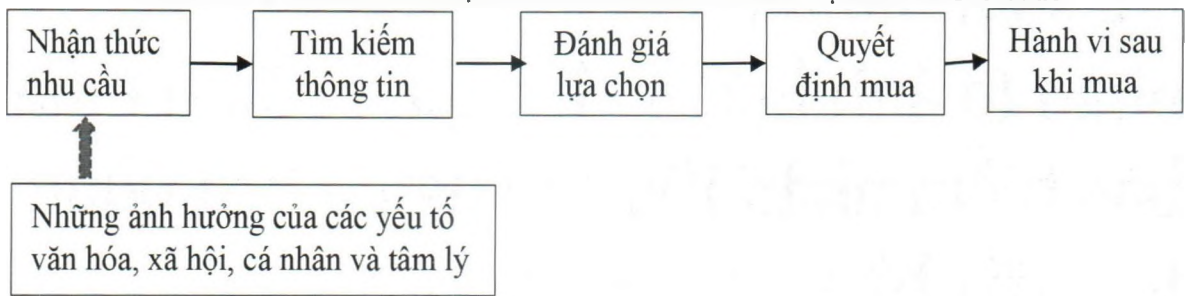 Nhận thức
nhu cầu
Tìm kiếm
thông tin
Đánh giá
lựa chọn
Quyết
định mua
Hành vi sau
khi mua
Những ảnh hưởng của các yếu tố
văn hóa, xã hội, cá nhân và tâm lý